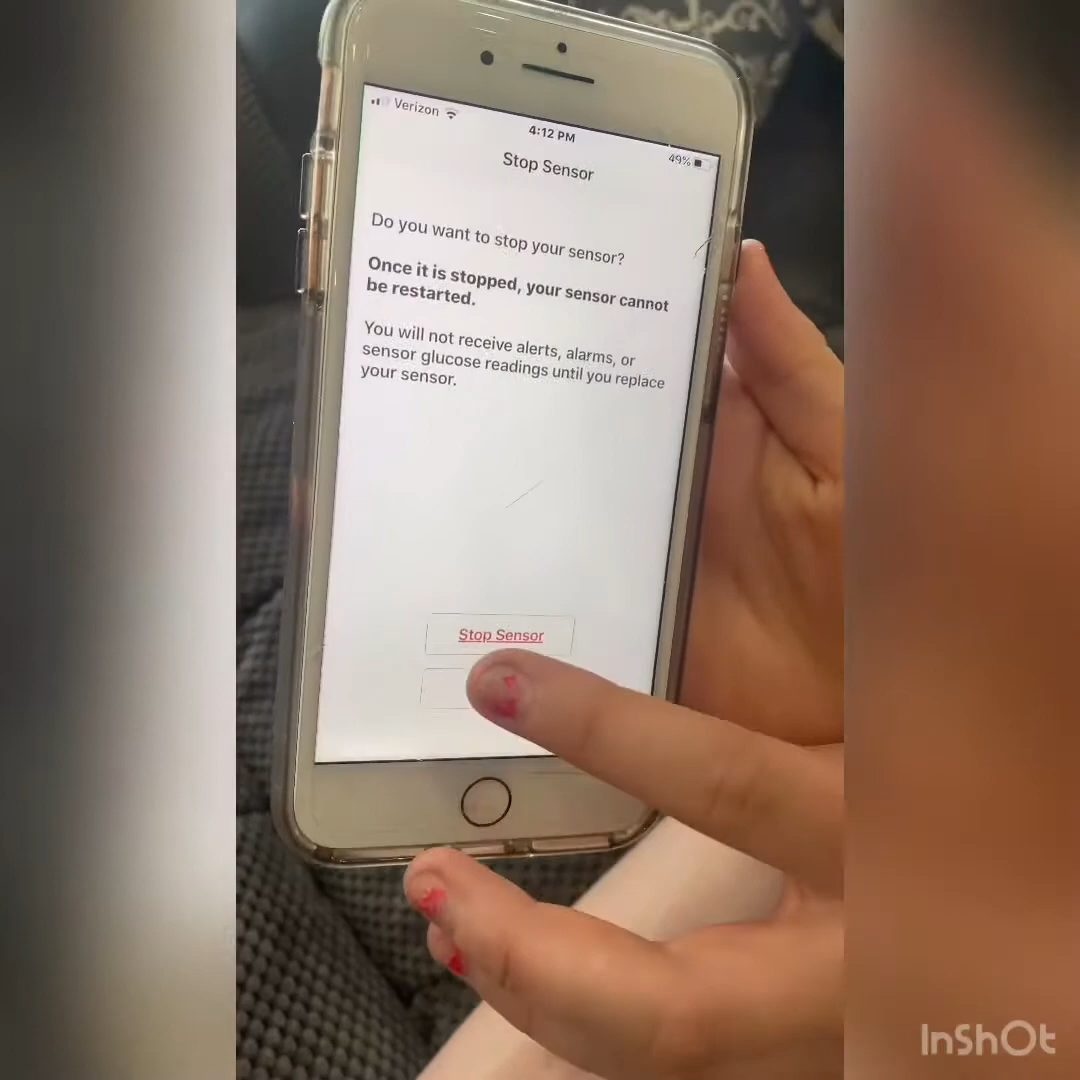 Verizon
4:12 PM
49%
Stop Sensor
Do you want to stop your sensor?
Once it is stopped, your sensor cannot
be restarted.
You will not receive alerts, alarms, or
sensor glucose readings until you replace
your sensor.
Stop Sensor
InShOt